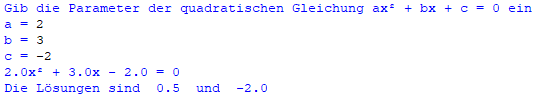 Gib die Parameter der quadratischen Gleichung ax² + bx + c = 0 ein
a = 2
b = 3
c = -2
2.0x² + 3.0x - 2.0 = 0
Die Lösungen sind  0.5  und  -2.0